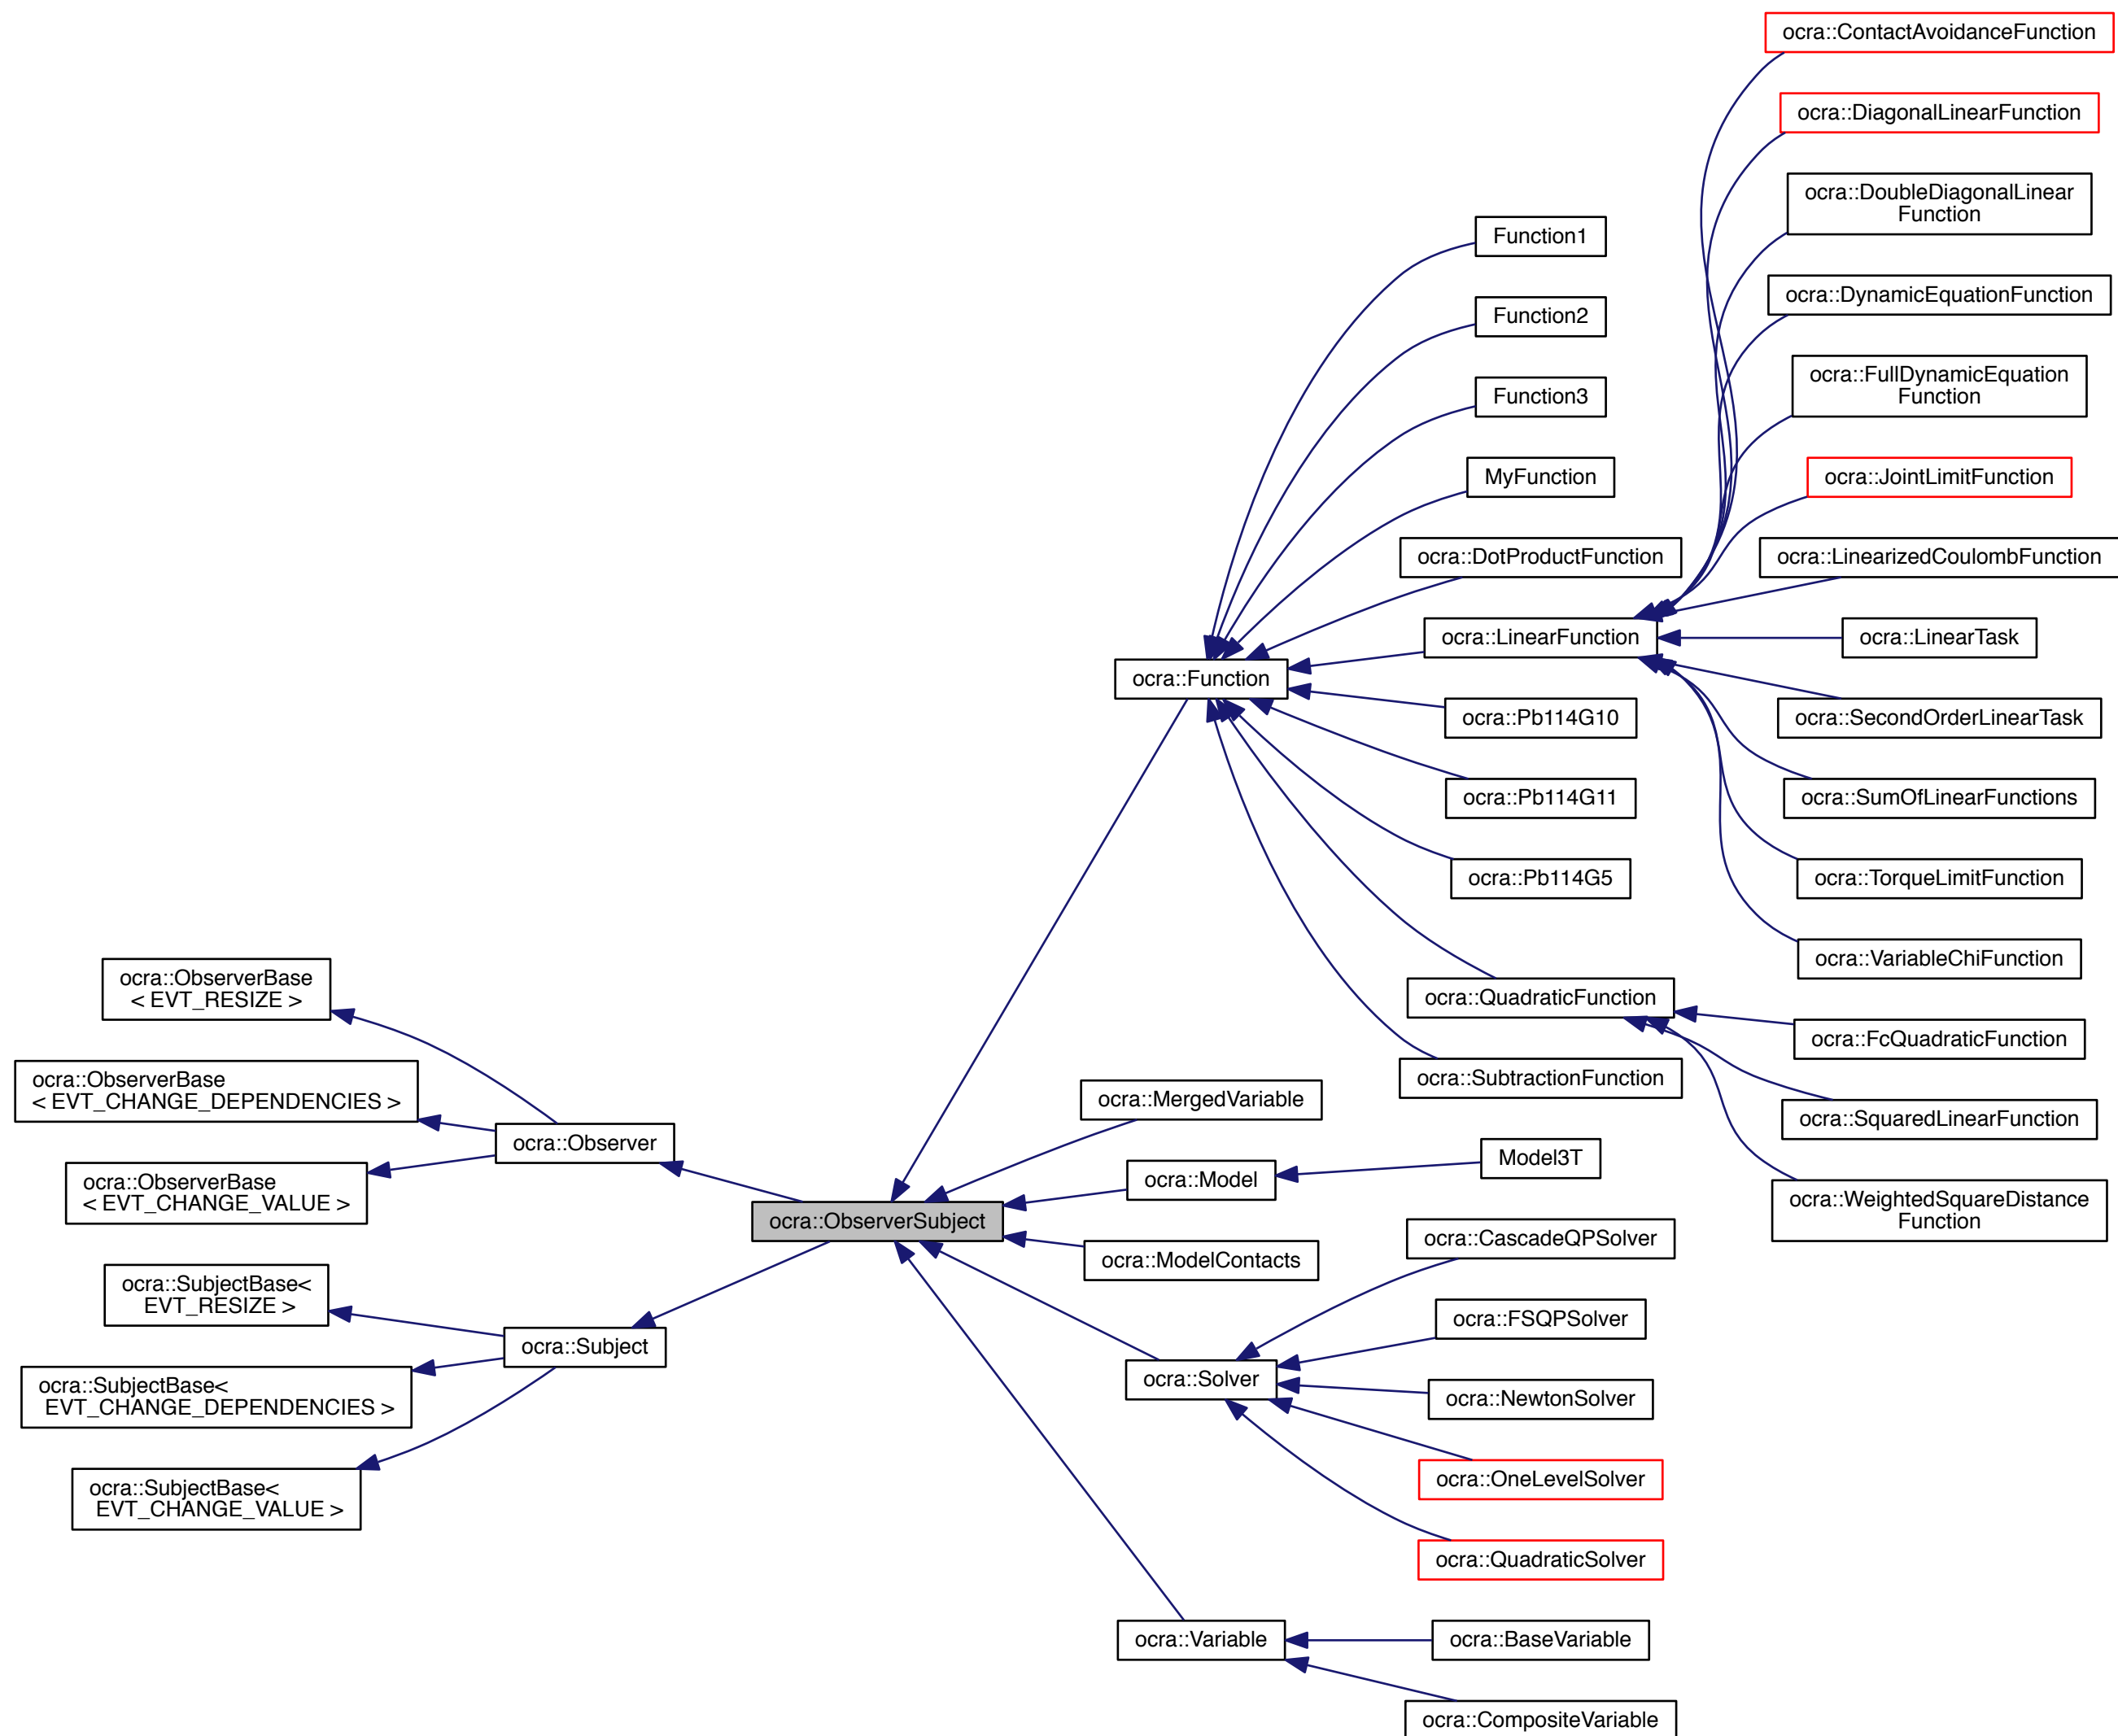 ocra::ObserverBase
< EVT_RESIZE >
ocra::ObserverBase
< EVT_CHANGE_DEPENDENCIES >
ocra::ObserverBase
< EVT_CHANGE_VALUE >
ocra::SubjectBase<
EVT_RESIZE >
ocra::SubjectBase<
EVT_CHANGE_DEPENDENCIES >
ocra::SubjectBase<
EVT_CHANGE_VALUE >
ocra::Observer
ocra::Subject
ocra::ObserverSubject
ocra::Function
ocra::MergedVariable
ocra::Model
ocra::ModelContacts
ocra::Solver
ocra::Variable
Function1
Function2
Function3
MyFunction
ocra::DotProductFunction
ocra::LinearFunction
ocra::Pb114G10
ocra::Pb114G11
ocra::Pb114G5
ocra::QuadraticFunction
ocra::SubtractionFunction
Model3T
ocra::CascadeQPSolver
ocra::FSQPSolver
ocra::NewtonSolver
ocra::OneLevelSolver
ocra::QuadraticSolver
ocra::BaseVariable
ocra::CompositeVariable
ocra::ContactAvoidanceFunction
ocra::DiagonalLinearFunction
ocra::DoubleDiagonalLinear
Function
ocra::DynamicEquationFunction
ocra::FullDynamicEquation
Function
ocra::JointLimitFunction
ocra::LinearizedCoulombFunction
ocra::LinearTask
ocra::SecondOrderLinearTask
ocra::SumOfLinearFunctions
ocra::TorqueLimitFunction
ocra::VariableChiFunction
ocra::FcQuadraticFunction
ocra::SquaredLinearFunction
ocra::WeightedSquareDistance
Function